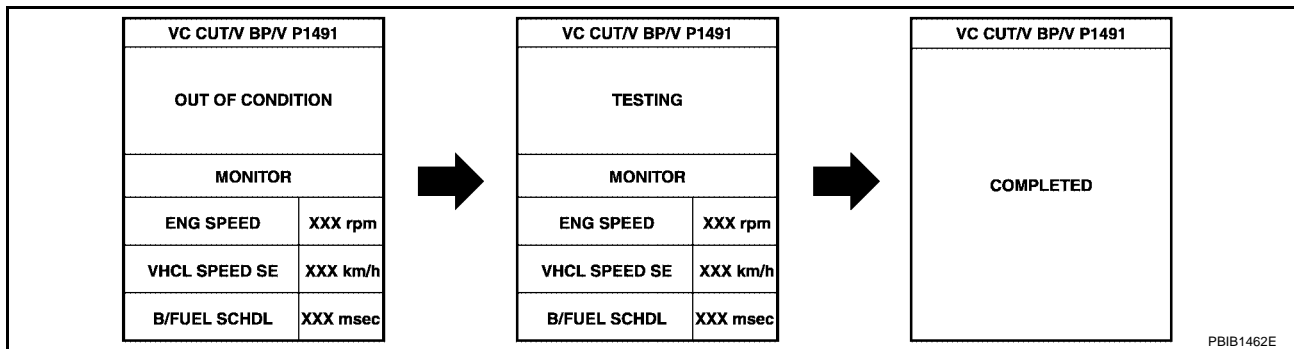 VC CUT/V BP/V P1491
OUT OF CONDITION
MONITOR
ENG SPEED XXX rpm
VHCL SPEED SE XXX km/h
B/FUEL SCHDL XXX msec
VC CUT/V BP/V P1491
TESTING
MONITOR
ENG SPEED XXX rpm
VHCL SPEED SE XXX km/h
B/FUEL SCHDL XXX msec
VC CUT/V BP/V P1491
COMPLETED
PBIB1462E